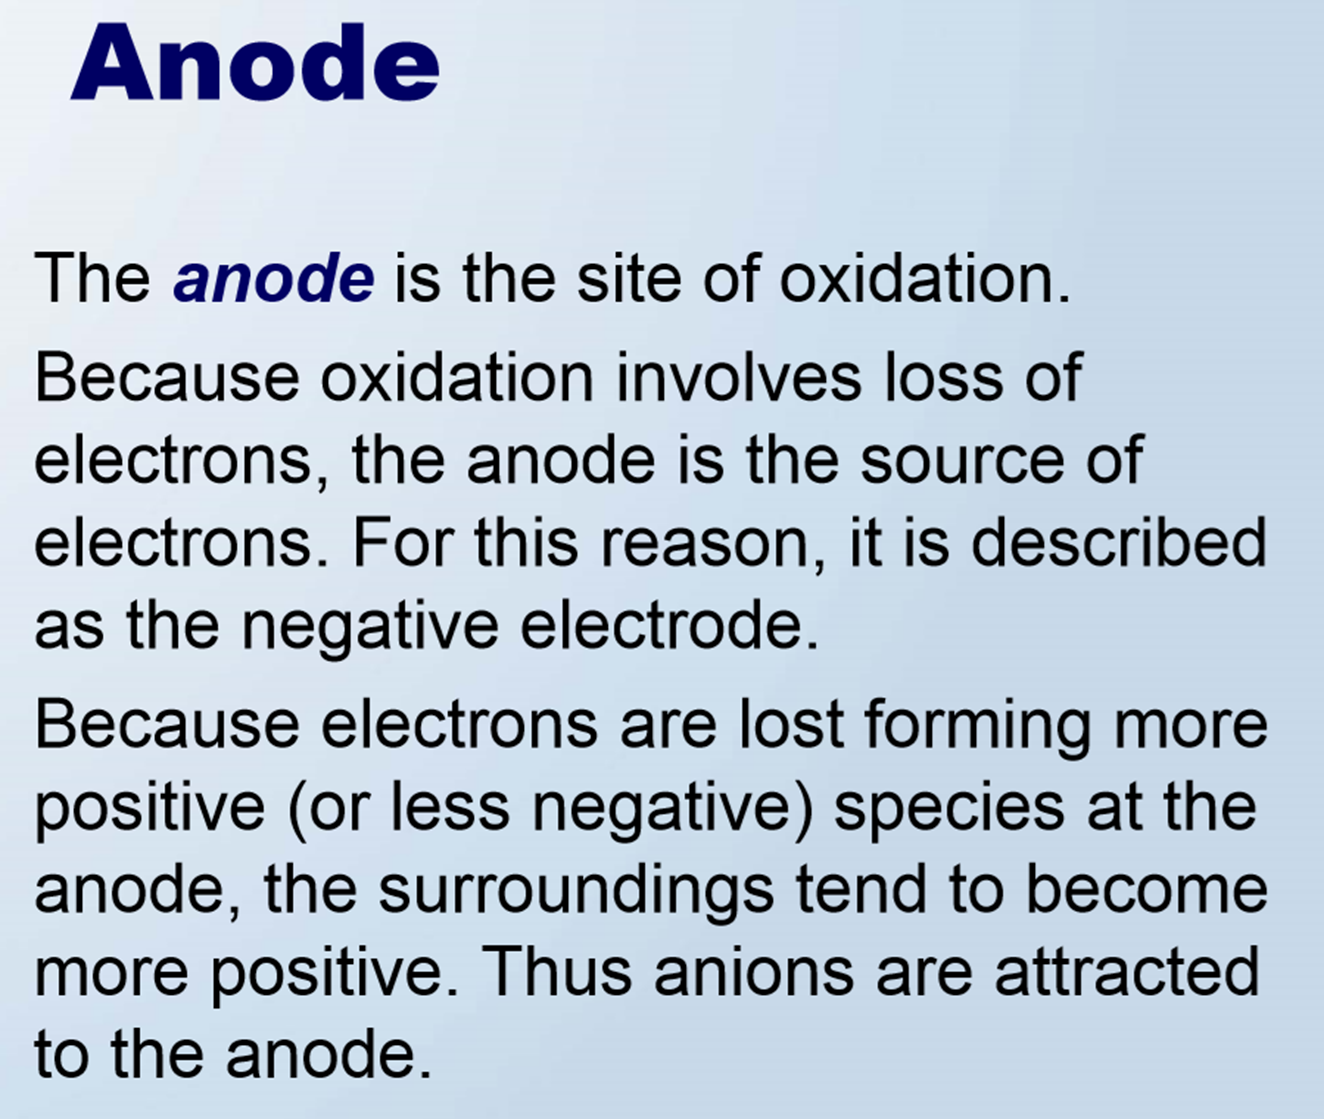 Anode
The anode is the site of oxidation.
Because oxidation involves loss of
electrons, the anode is the source of
electrons. For this reason, it is described
as the negative electrode.
Because electrons are lost forming more
positive (or less negative) species at the
anode, the surroundings tend to become
more positive. Thus anions are attracted
to the anode.